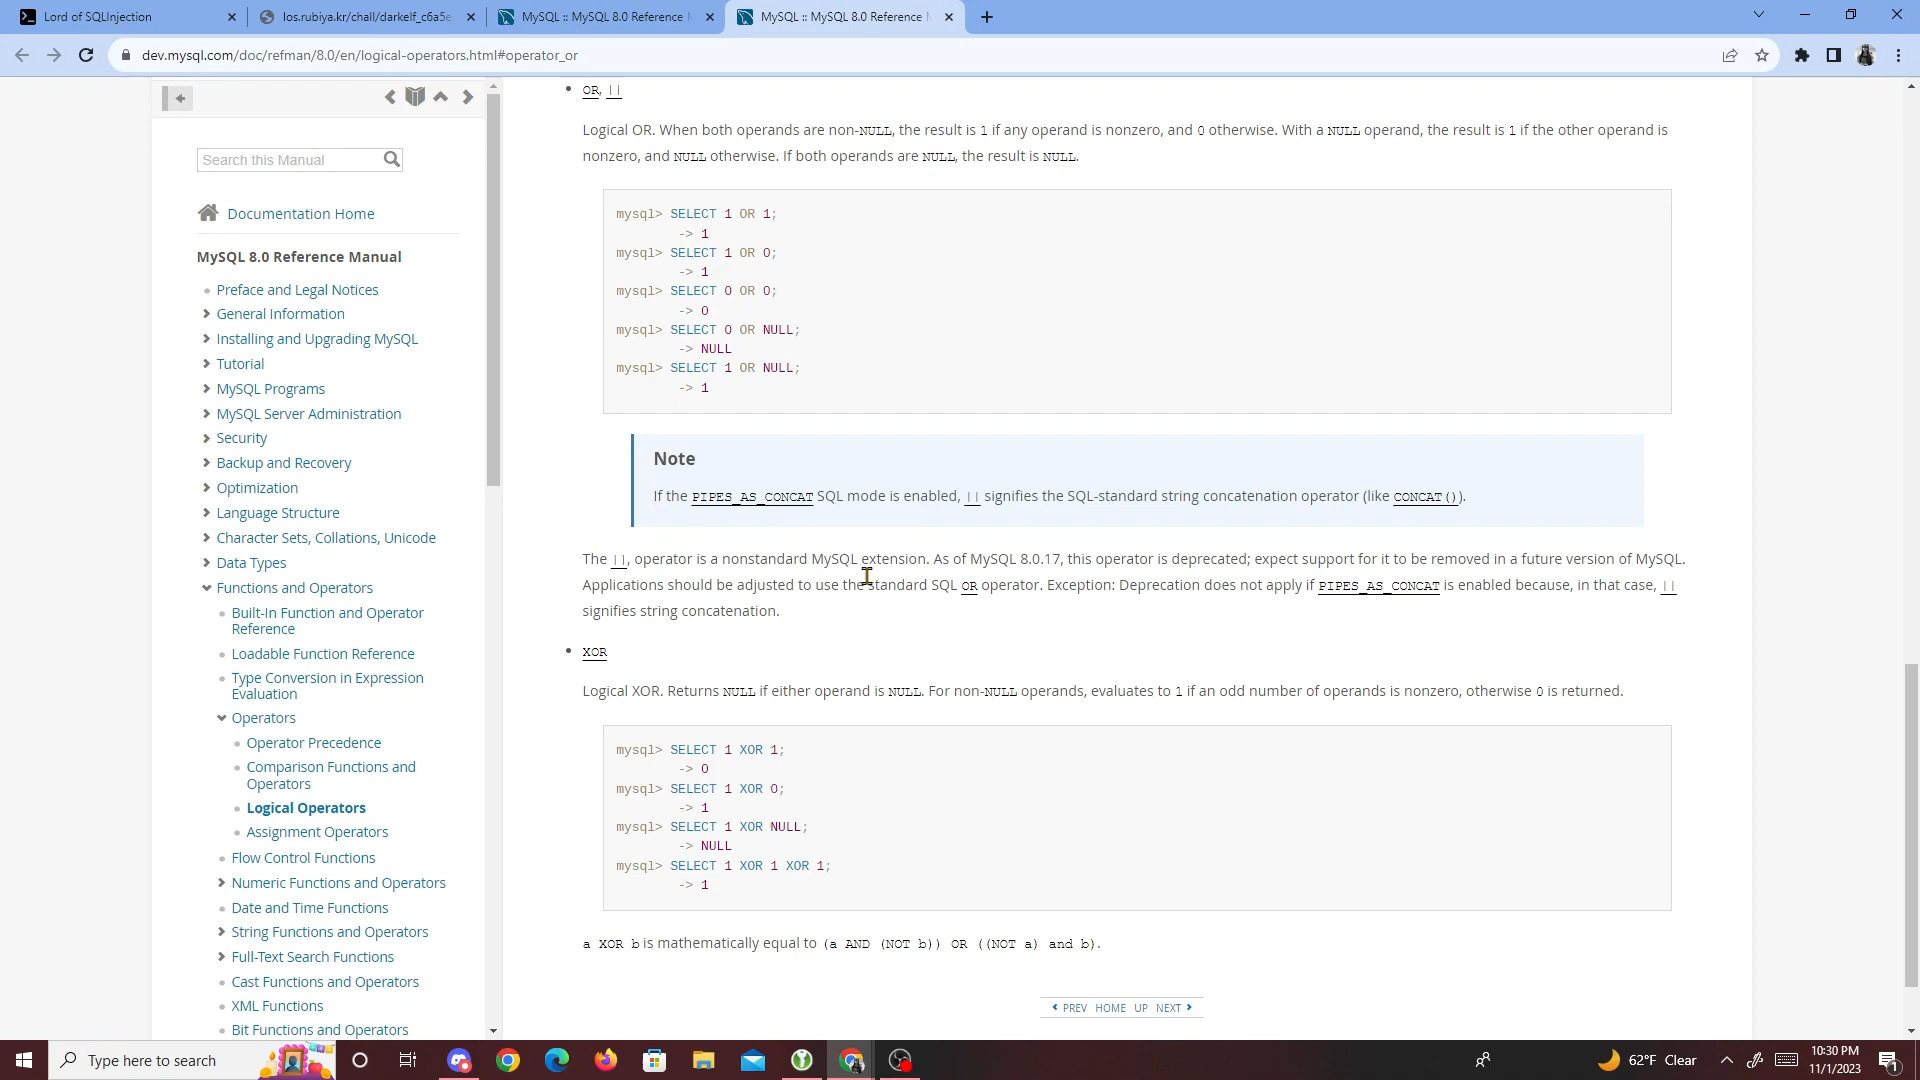 Lord of SQLInjection
los.rubiya.kr/chall/darkelf_c6a5e
MySQL :: MySQL 8.0 Reference
MySQL :: MySQL 8.0 Reference
dev.mysql.com/doc/refman/8.0/en/logical-operators.html#operator_or
Search this Manual
Documentation Home
MySQL 8.0 Reference Manual
Preface and Legal Notices
General Information
Installing and Upgrading MySQL
Tutorial
MySQL Programs
MySQL Server Administration
Security
Backup and Recovery
Optimization
Language Structure
Character Sets, Collations, Unicode
Data Types
Functions and Operators
Built-In Function and Operator
Reference
Loadable Function Reference
Type Conversion in Expression
Evaluation
Operators
Operator Precedence
Comparison Functions and
Operators
Logical Operators
Assignment Operators
Flow Control Functions
Numeric Functions and Operators
Date and Time Functions
String Functions and Operators
Full-Text Search Functions
Cast Functions and Operators
XML Functions
Bit Functions and Operators
OR, ||
Logical OR. When both operands are non-NULL, the result is 1 if any operand is nonzero, and 0 otherwise. With a NULL operand, the result is 1 if the other operand is
nonzero, and NULL otherwise. If both operands are NULL, the result is NULL.
mysql> SELECT 1 OR 1;
-> 1
mysql> SELECT 1 OR 0;
-> 1
mysql> SELECT 0 OR 0;
-> 0
mysql> SELECT 0 OR NULL;
-> NULL
mysql> SELECT 1 OR NULL;
-> 1
Note
If the PIPES_AS_CONCAT SQL mode is enabled, || signifies the SQL-standard string concatenation operator (like CONCAT()).
The ||, operator is a nonstandard MySQL extension. As of MySQL 8.0.17, this operator is deprecated; expect support for it to be removed in a future version of MySQL.
Applications should be adjusted to use the standard SQL OR operator. Exception: Deprecation does not apply if PIPES_AS_CONCAT is enabled because, in that case, ||
signifies string concatenation.
XOR
Logical XOR. Returns NULL if either operand is NULL. For non-NULL operands, evaluates to 1 if an odd number of operands is nonzero, otherwise 0 is returned.
mysql> SELECT 1 XOR 1;
-> 0
mysql> SELECT 1 XOR 0;
-> 1
mysql> SELECT 1 XOR NULL;
-> NULL
mysql> SELECT 1 XOR 1 XOR 1;
-> 1
a XOR b is mathematically equal to (a AND (NOT b)) OR ((NOT a) and b).
PREV HOME UP NEXT
Type here to search
62°F Clear
10:30 PM
11/1/2023
1